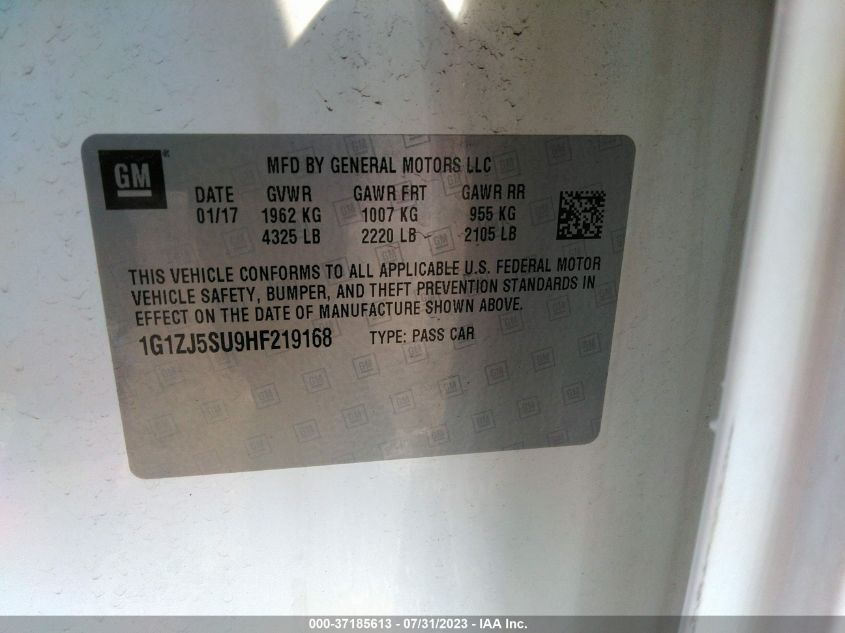 GM
MFD BY GENERAL MOTORS LLC
DATE GVWR GAWR FRT GAWR RR
01/17 1962 KG 1007 KG 955 KG
4325 LB 2220 LB 2105 LB
THIS VEHICLE CONFORMS TO ALL APPLICABLE U.S. FEDERAL MOTOR
VEHICLE SAFETY, BUMPER, AND THEFT PREVENTION STANDARDS IN
EFFECT ON THE DATE OF MANUFACTURE SHOWN ABOVE.
1G1ZJ5SU9HF219168 TYPE: PASS CAR
000-37185613 - 07/31/2023 - IAA Inc.